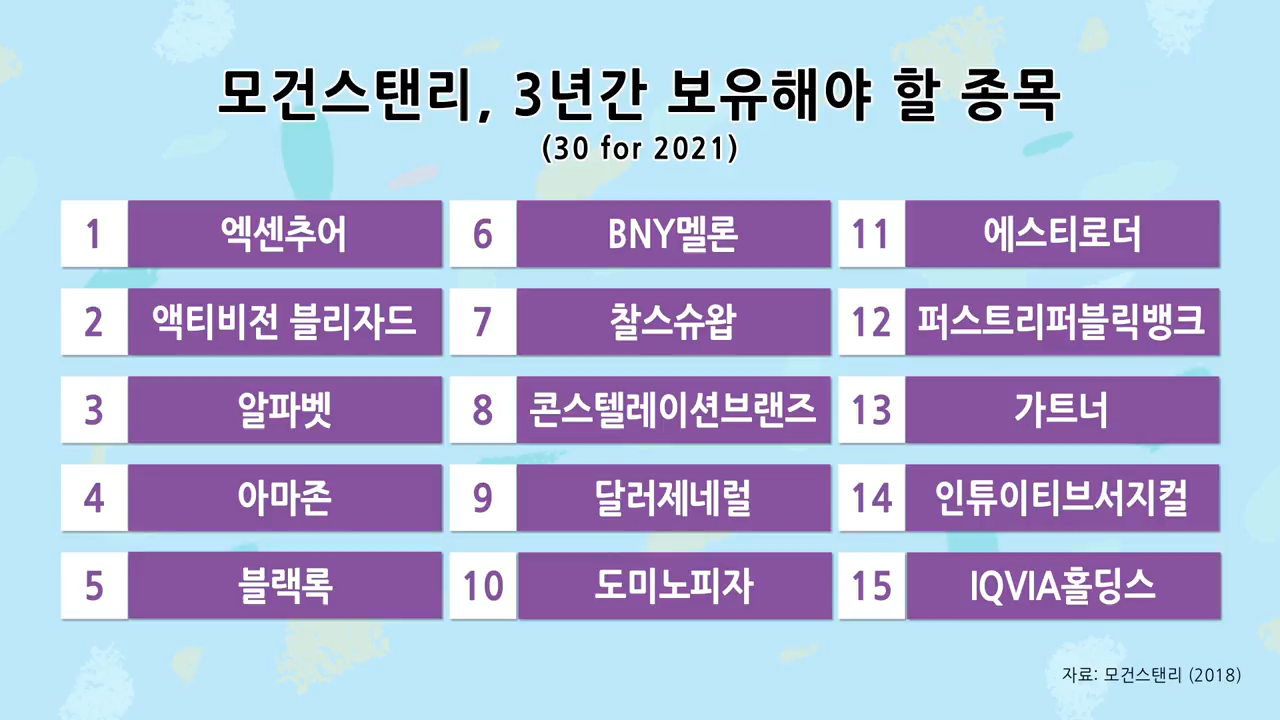 모건스탠리, 3년간 보유해야 할 종목
(30 for 2021)
1 엑센추어
2 액티비전 블리자드
3 알파벳
4 아마존
5 블랙록
6 BNY멜론
7 찰스슈왑
8 콘스텔레이션브랜즈
9 달러제네럴
10 도미노피자
11 에스티로더
12 퍼스트리퍼블릭뱅크
13 가트너
14 인튜이티브서지컬
15 IQVIA홀딩스
자료: 모건스탠리 (2018)